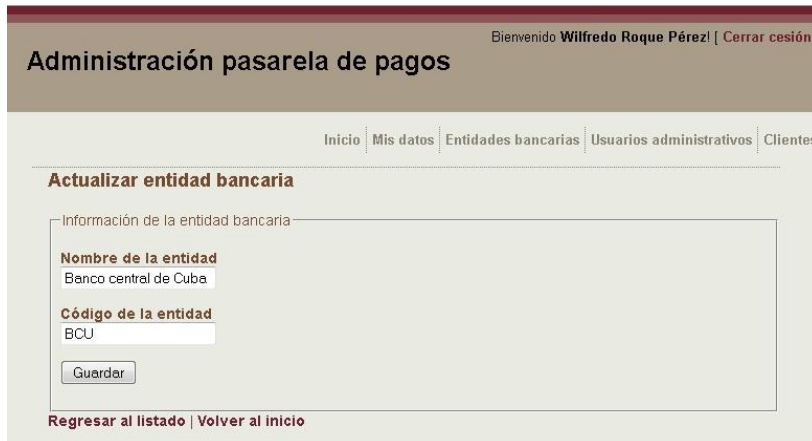 Bienvenido Wilfredo Roque Pérez! [ Cerrar cesión
Administración pasarela de pagos
Inicio Mis datos Entidades bancarias Usuarios administrativos Clientes
Actualizar entidad bancaria
Información de la entidad bancaria
Nombre de la entidad
Banco central de Cuba
Código de la entidad
BCU
Guardar
Regresar al listado | Volver al inicio